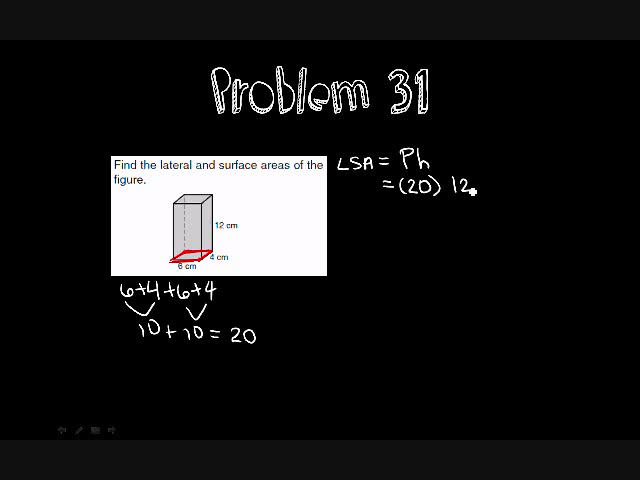 Problem 31
Find the lateral and surface areas of the
figure.
12 cm
4 cm
6 cm
LSA = Ph
= (20) 12
6+4+6+4
10 + 10 = 20